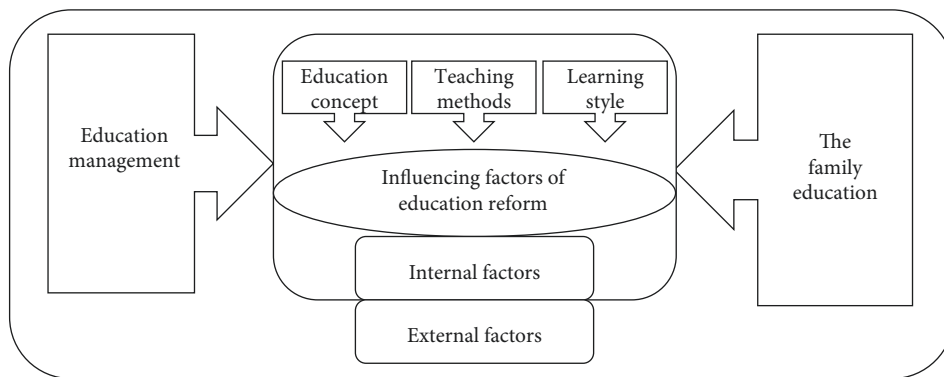 Education
concept
Teaching
methods
Learning
style
Education
management
The
family
education
Influencing factors of
education reform
Internal factors
External factors